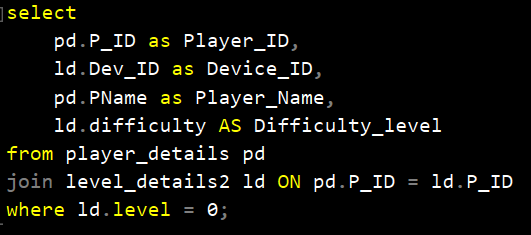 select
pd.P_ID as Player_ID,
ld.Dev_ID as Device_ID,
pd.PName as Player_Name,
ld.difficulty AS Difficulty_level
from player_details pd
join level_details2 ld ON pd.P_ID = ld.P_ID
where ld.level = 0;